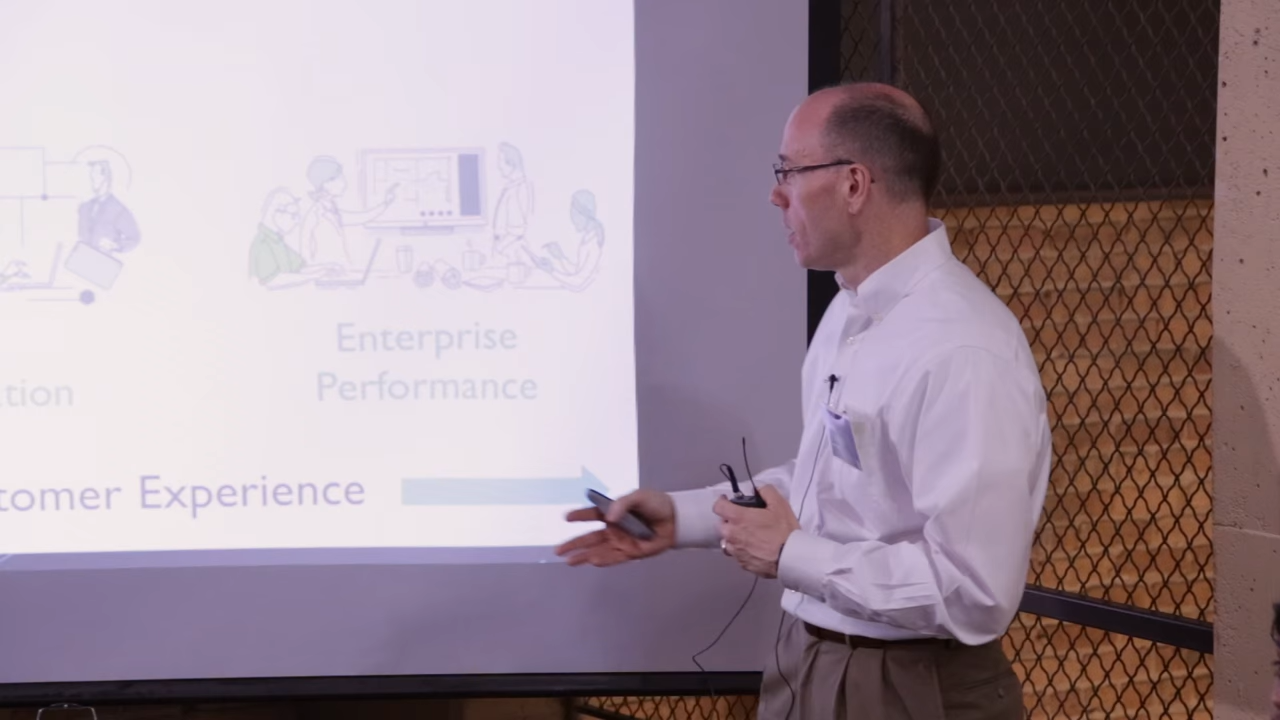 Enterprise
Performance
tion
tomer Experience